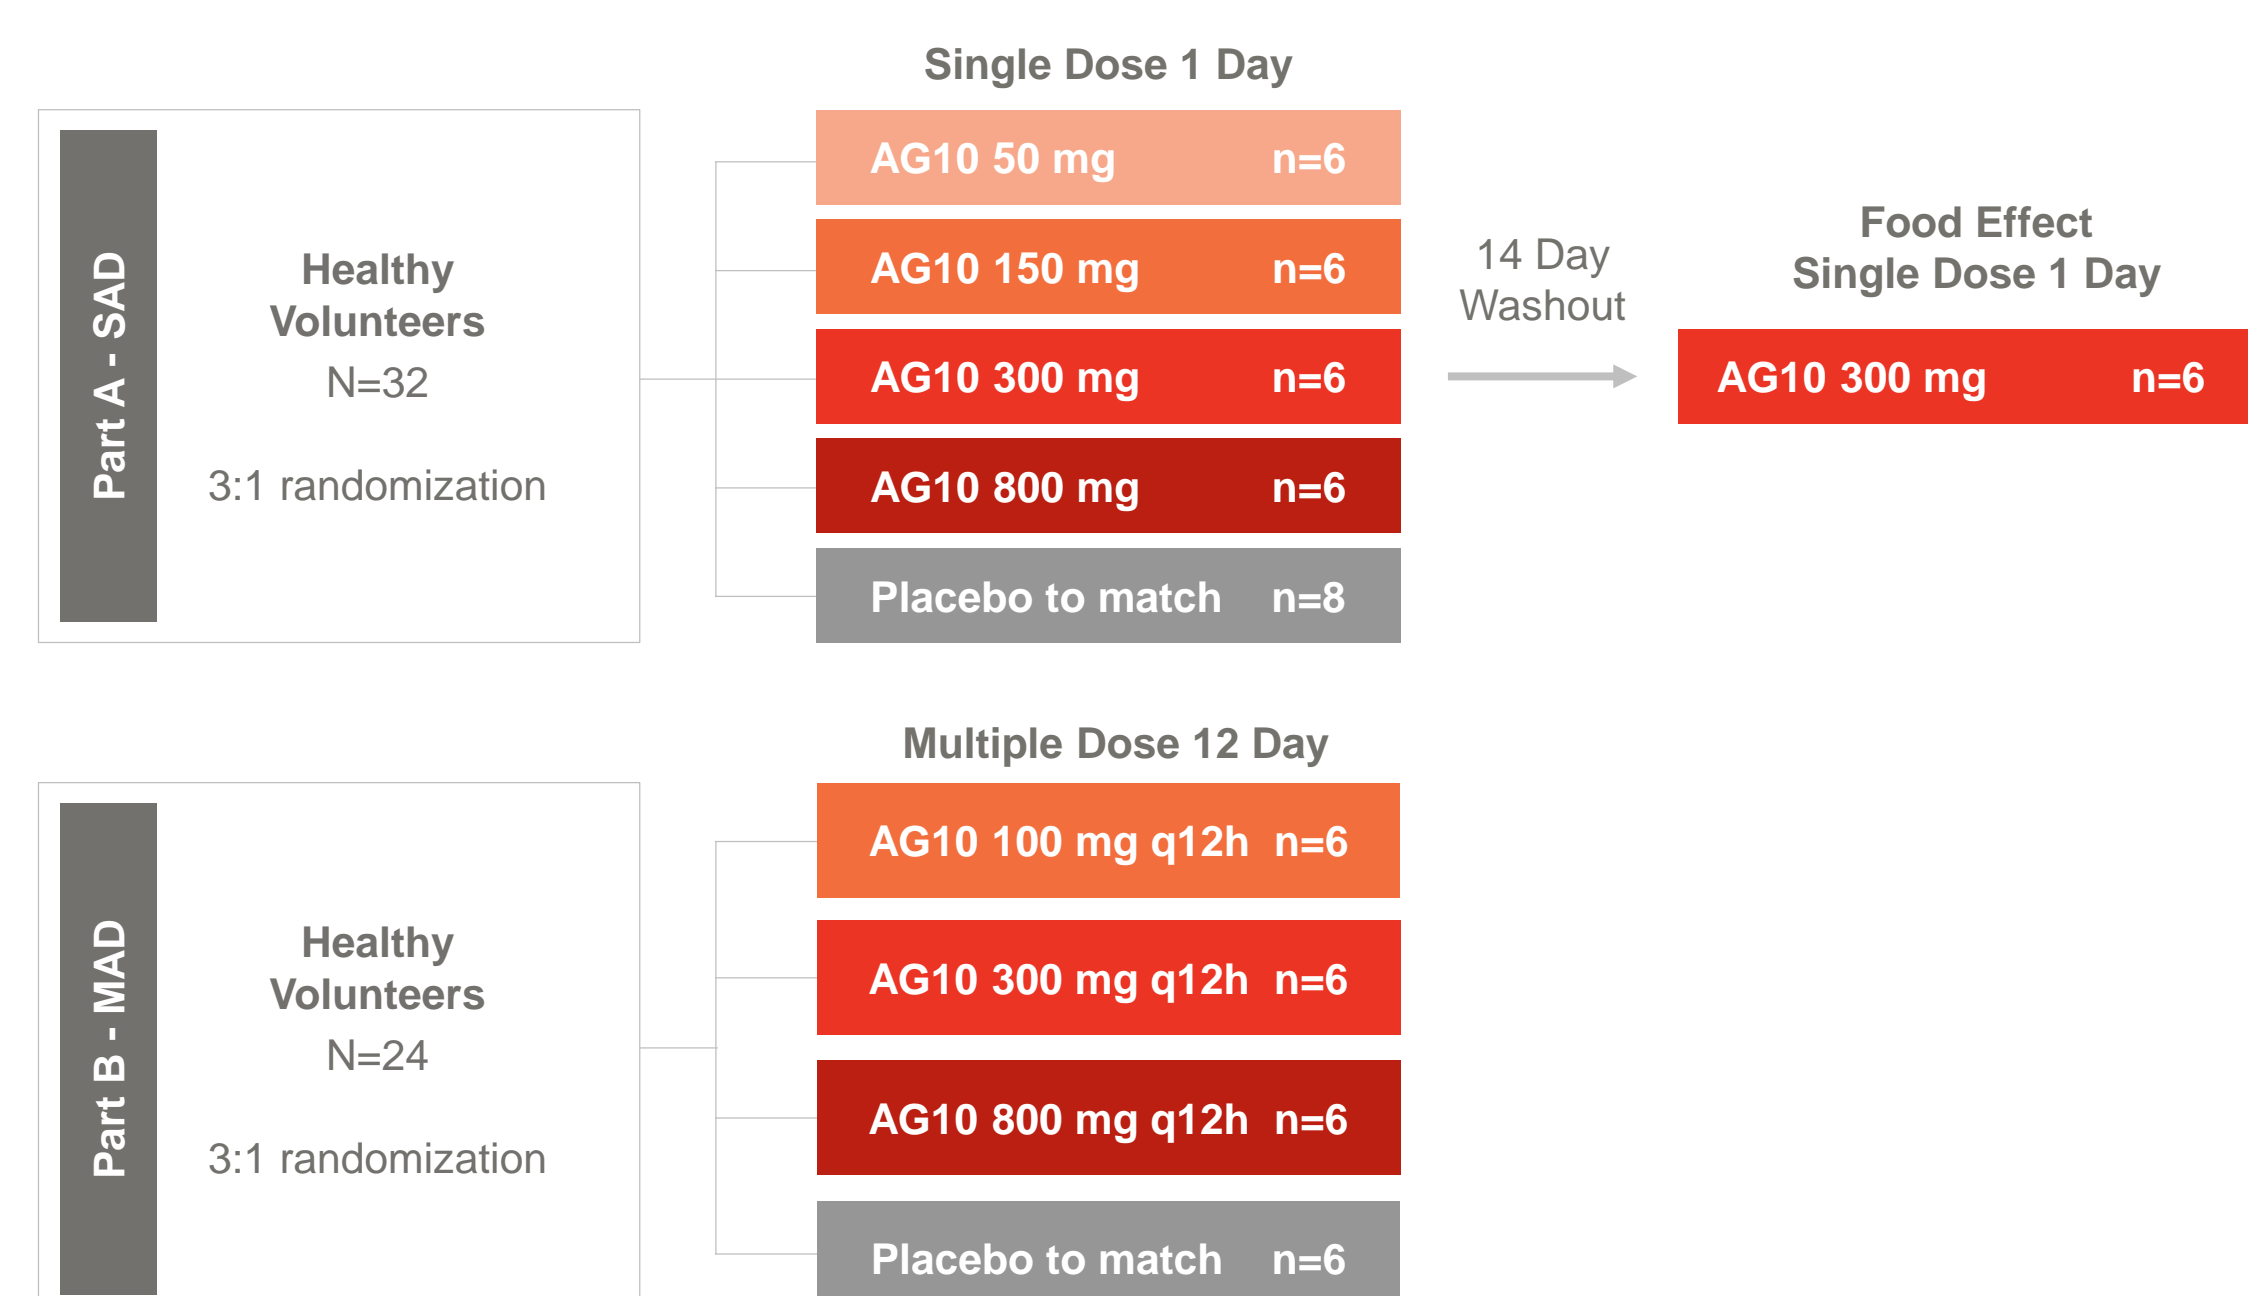 Single Dose 1 Day
Part A - SAD
Healthy
Volunteers
N=32
3:1 randomization
AG10 50 mg n=6
AG10 150 mg n=6
AG10 300 mg n=6
AG10 800 mg n=6
Placebo to match n=8
14 Day
Washout
Food Effect
Single Dose 1 Day
AG10 300 mg n=6
Multiple Dose 12 Day
Part B - MAD
Healthy
Volunteers
N=24
3:1 randomization
AG10 100 mg q12h n=6
AG10 300 mg q12h n=6
AG10 800 mg q12h n=6
Placebo to match n=6